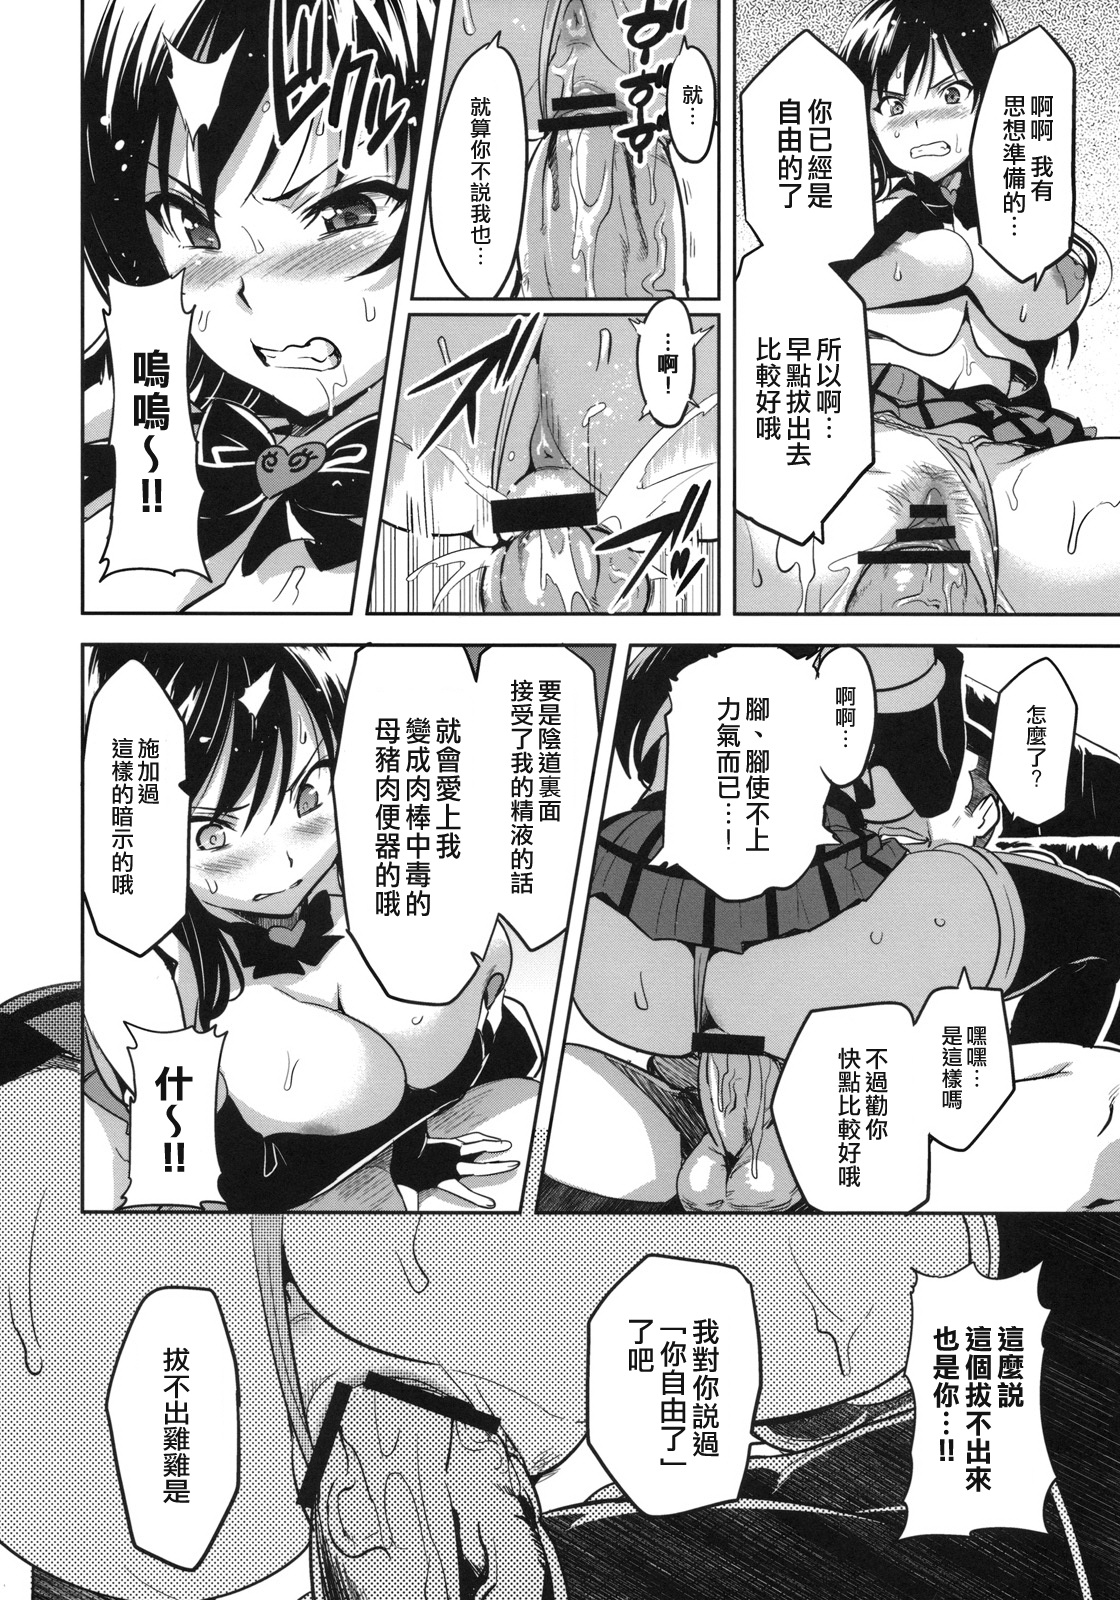 啊啊 我有
思想準備的…
你已經是
自由的了
所以啊…
早點拔出去
比較好哦
就…
就算你不說我也…
…啊！
嗚嗚～!!
怎麼了？
啊啊…
腳、腳使不上
力氣而已…！
嘿嘿…
是這樣嗎
不過勸你
快點比較好哦
要是陰道裏面
接受了我的精液的話
就會愛上我
變成肉棒中毒的
母豬肉便器的哦
施加過
這樣的暗示的哦
什～!!
這麼説
這個拔不出來
也是你…!!
我對你説過
「你自由了」
了吧
拔不出雞雞是